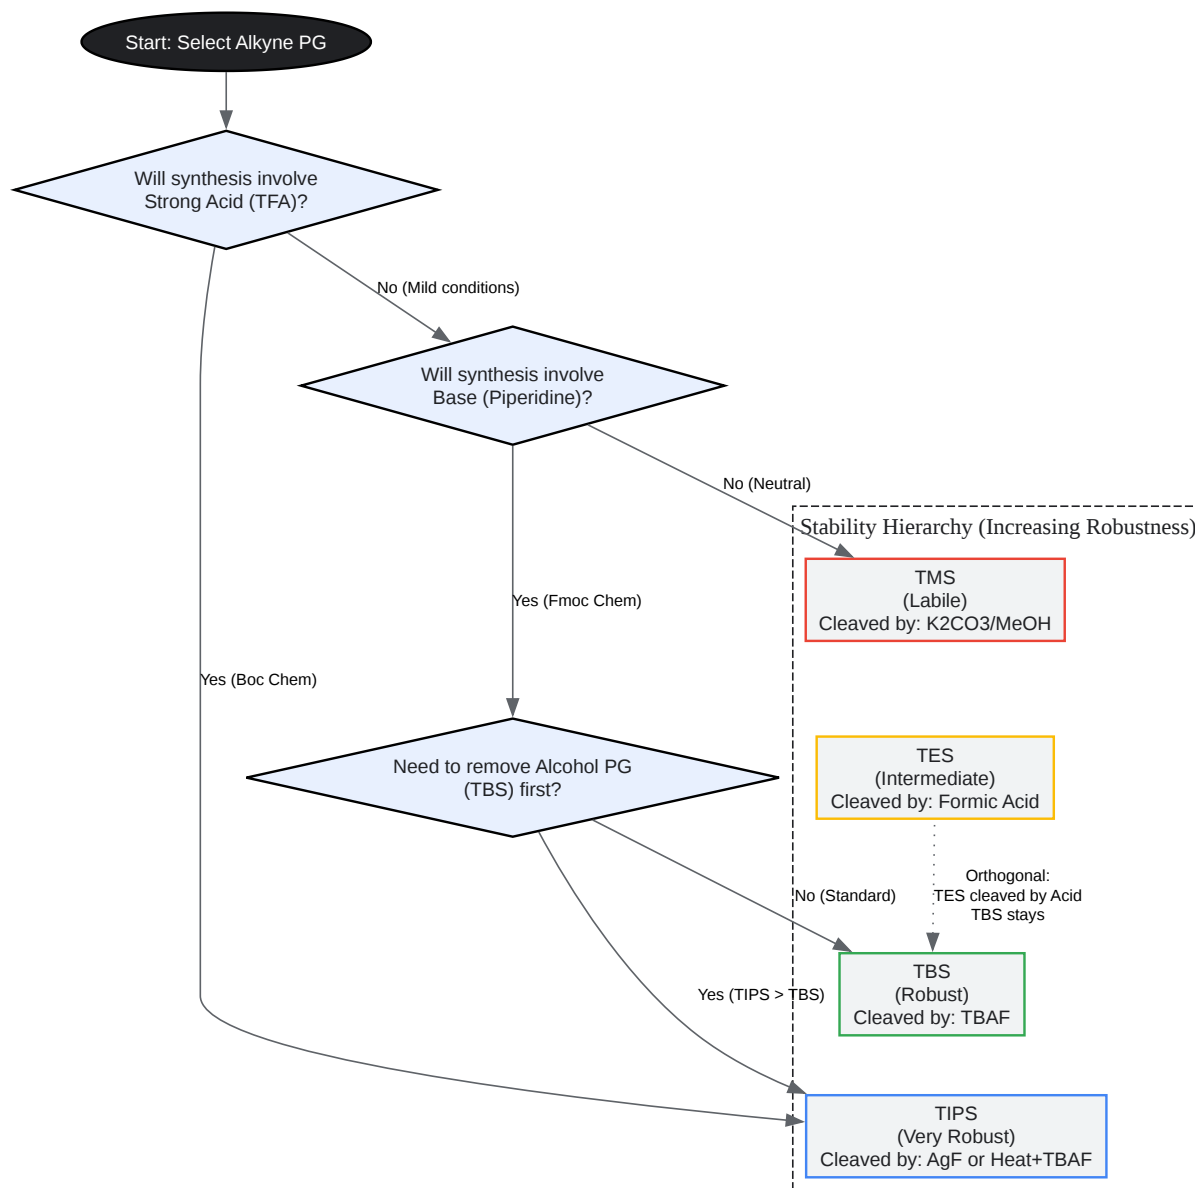 Start: Select Alkyne PG
Will synthesis involve
Strong Acid (TFA)?
No (Mild conditions)
Will synthesis involve
Base (Piperidine)?
No (Neutral)
Stability Hierarchy (Increasing Robustness)
TMS
(Labile)
Cleaved by: K2CO3/MeOH
Yes (Fmoc Chem)
Yes (Boc Chem)
Need to remove Alcohol PG
(TBS) first?
TES
(Intermediate)
Cleaved by: Formic Acid
No (Standard)
Orthogonal:
TES cleaved by Acid
TBS stays
Yes (TIPS > TBS)
TBS
(Robust)
Cleaved by: TBAF
TIPS
(Very Robust)
Cleaved by: AgF or Heat+TBAF